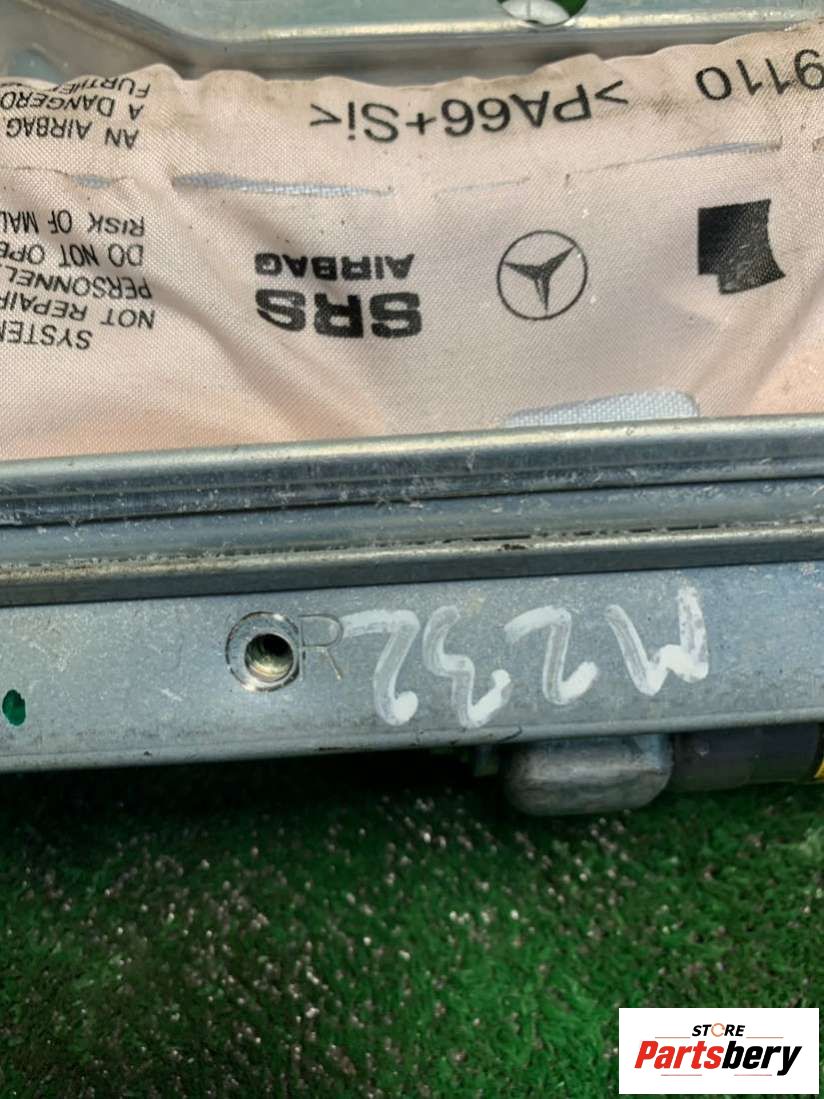 W232
R
SRS
AIRBAG
SYSTEM
NOT REPAIR
PERSONNEL
DO NOT OPE
RISK OF MAL
9110
>PA66+Si<
AN AIRBAG
A DANGERO
FURTHE
STORE
Partsbery